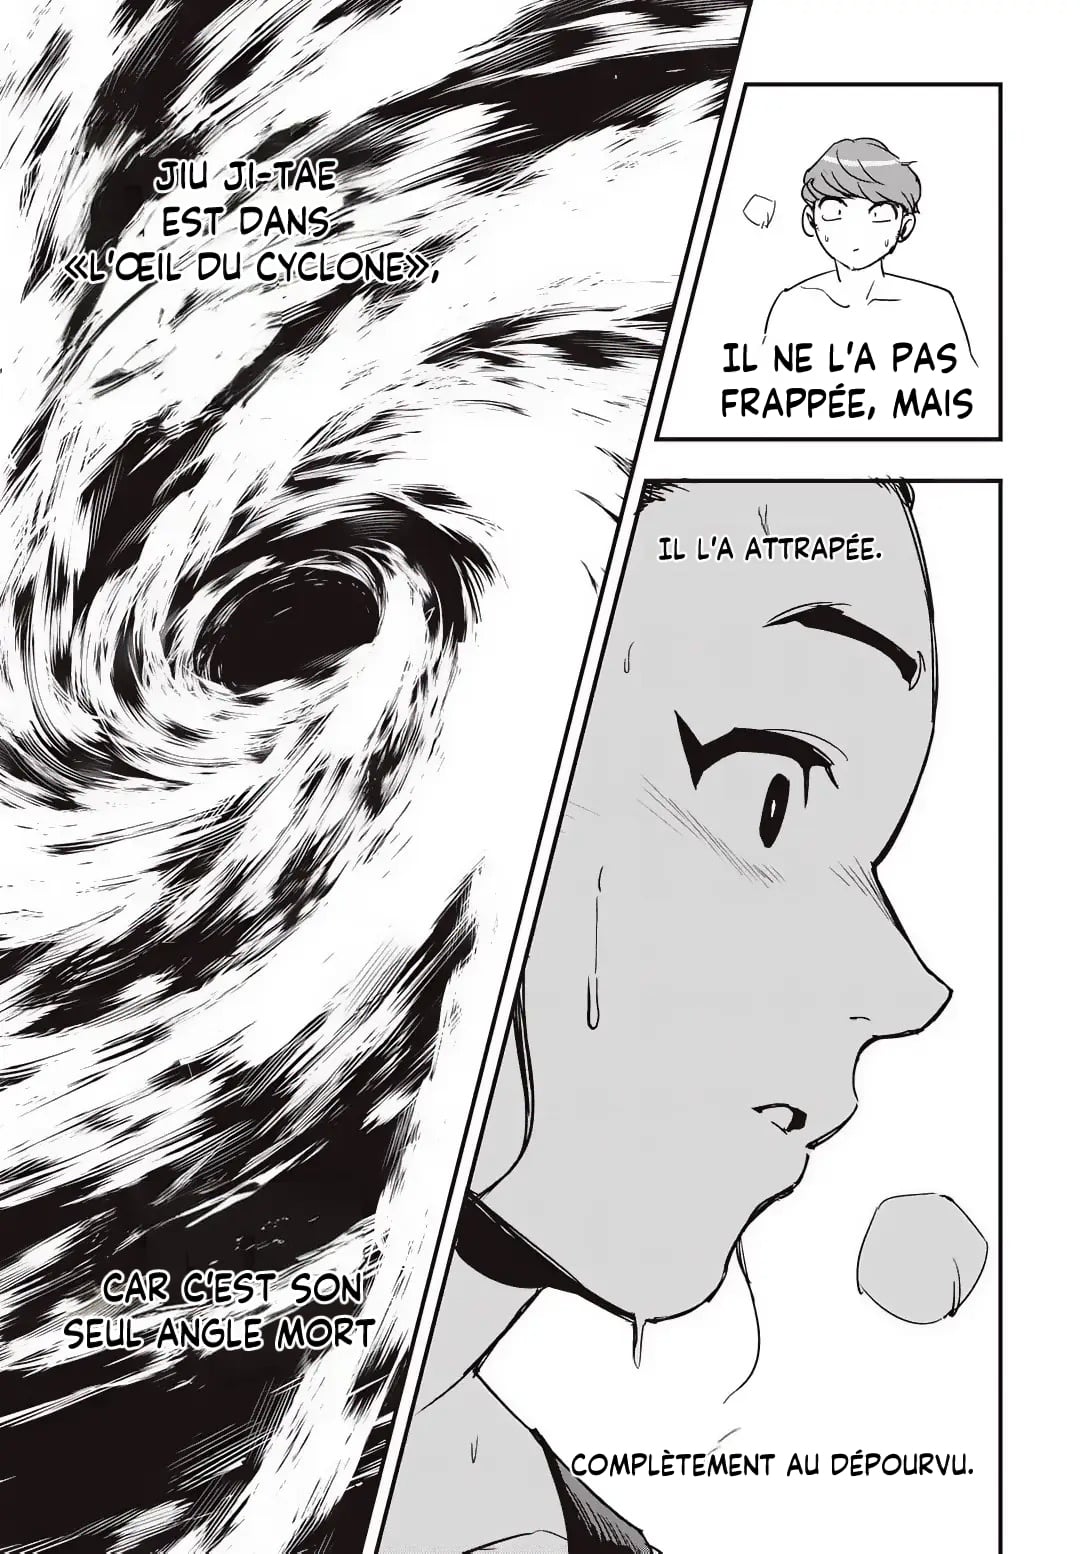 JIU JI-TAE
EST DANS
«L'ŒIL DU CYCLONE»,
CAR C'EST SON
SEUL ANGLE MORT
IL NE L'A PAS
FRAPPÉE, MAIS
IL L'A ATTRAPÉE.
COMPLÈTEMENT AU DÉPOURVU.